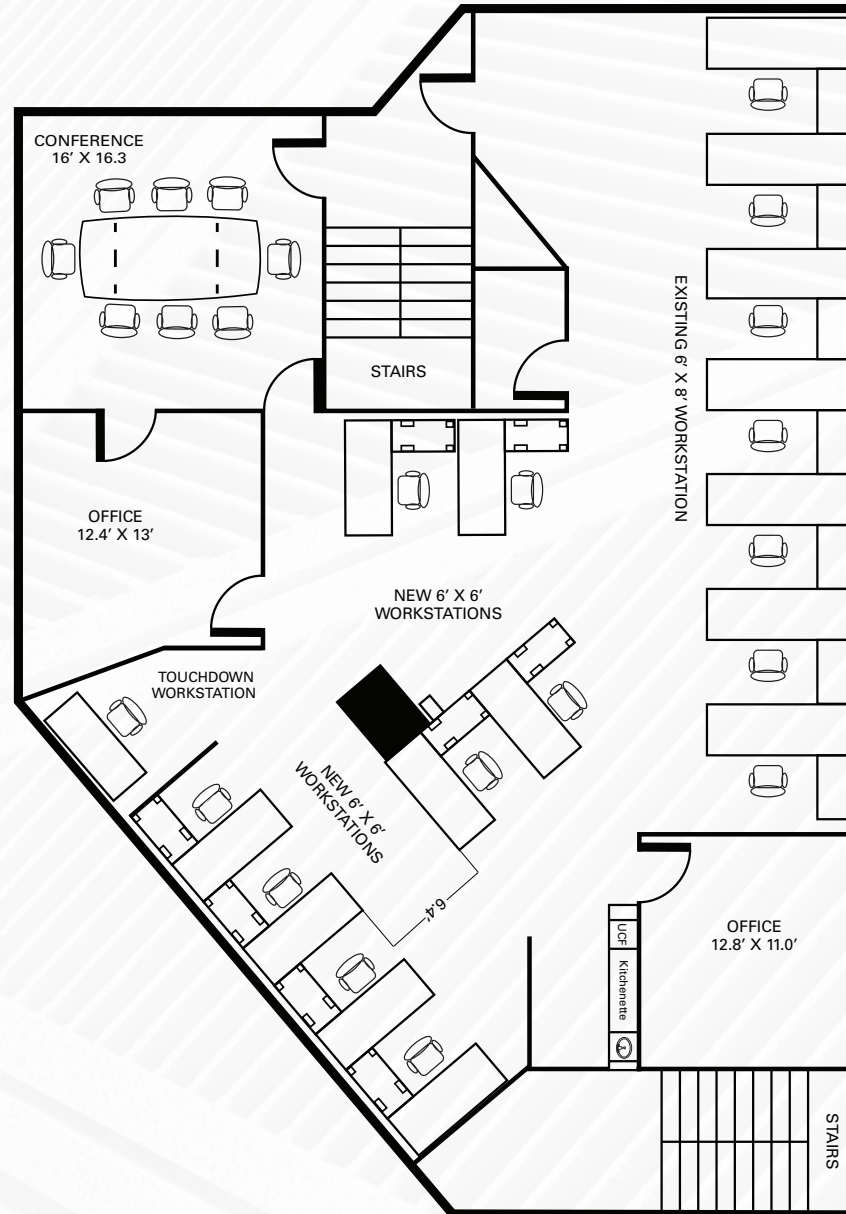 CONFERENCE
16’ X 16.3
STAIRS
EXISTING 6’ X 8’ WORKSTATION
OFFICE
12.4’ X 13’
NEW 6’ X 6’
WORKSTATIONS
TOUCHDOWN
WORKSTATION
NEW 6’ X 6’
WORKSTATIONS
6.4’
OFFICE
12.8’ X 11.0’
UCF
Kitchenette
STAIRS